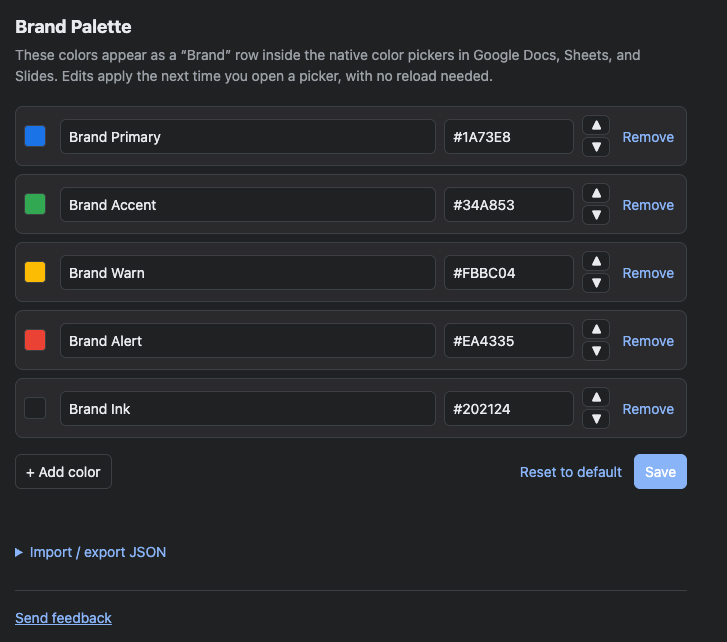 Brand Palette
These colors appear as a “Brand” row inside the native color pickers in Google Docs, Sheets, and
Slides. Edits apply the next time you open a picker, with no reload needed.
Brand Primary #1A73E8 ▲ ▼ Remove
Brand Accent #34A853 ▲ ▼ Remove
Brand Warn #FBBC04 ▲ ▼ Remove
Brand Alert #EA4335 ▲ ▼ Remove
Brand Ink #202124 ▲ ▼ Remove
+ Add color Reset to default Save
▶ Import / export JSON
Send feedback